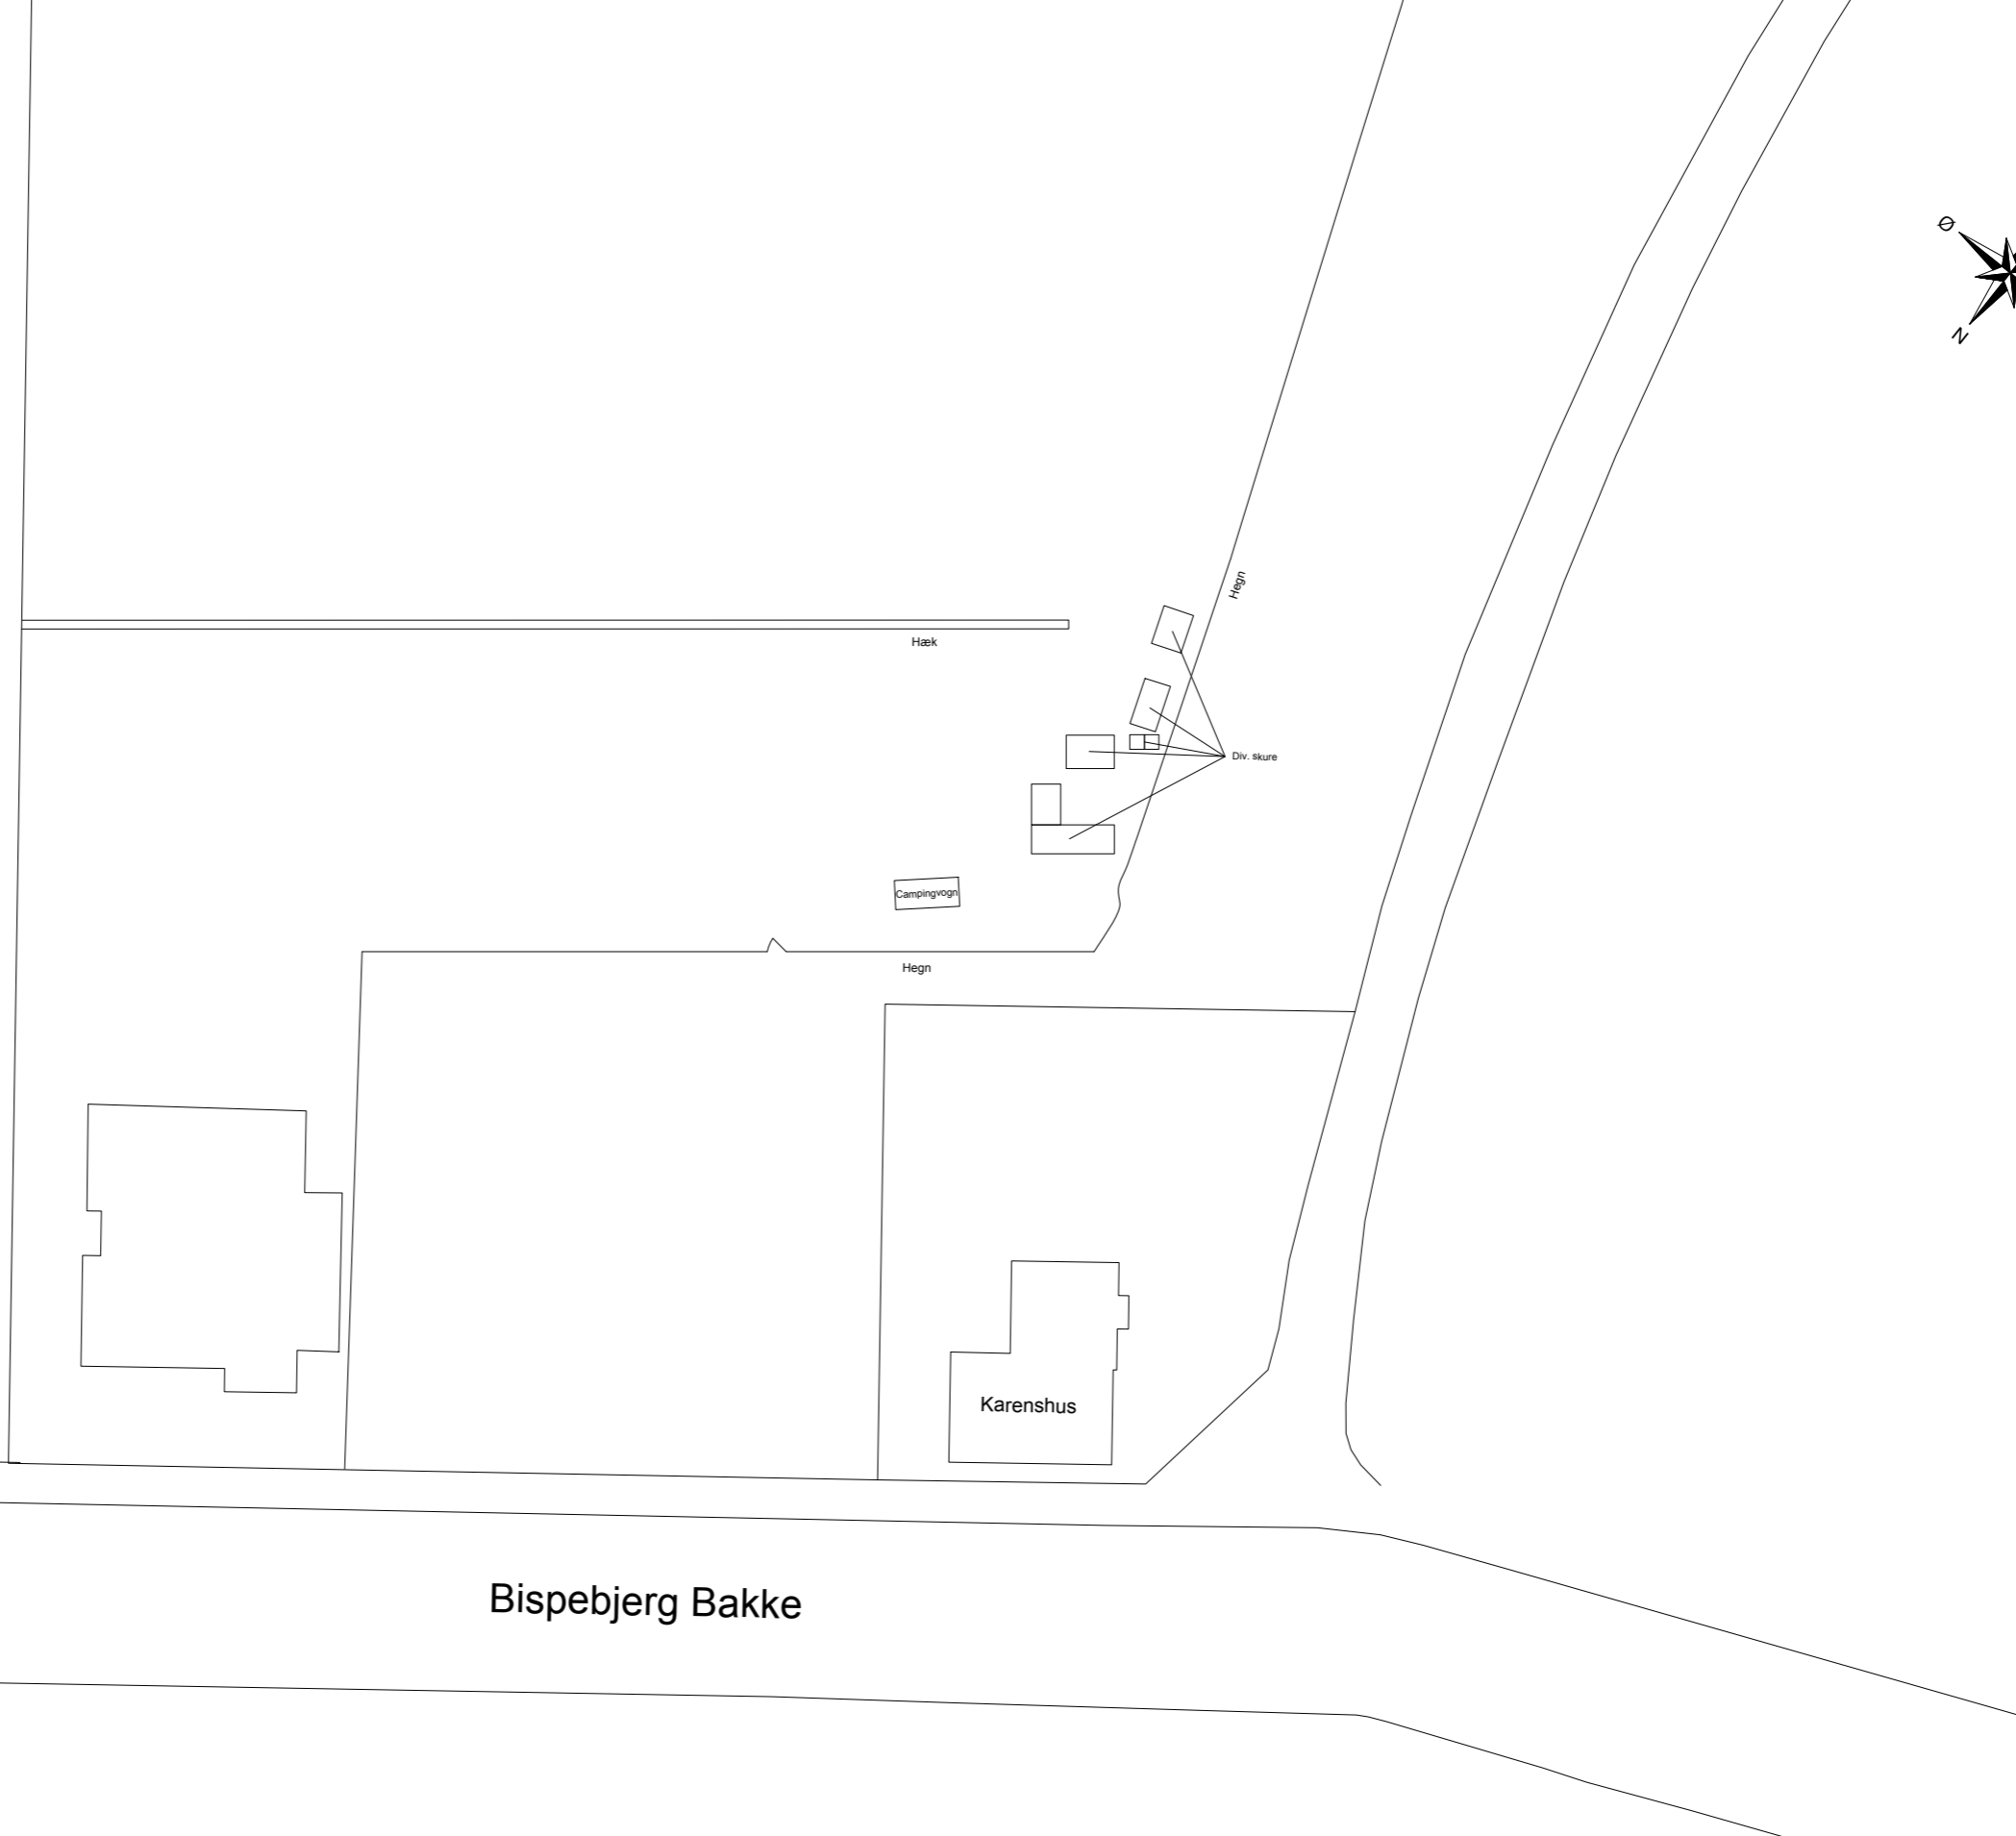 Ø
N
Hegn
Hæk
Div. skure
Campingvogn
Hegn
Karenshus
Bispebjerg Bakke